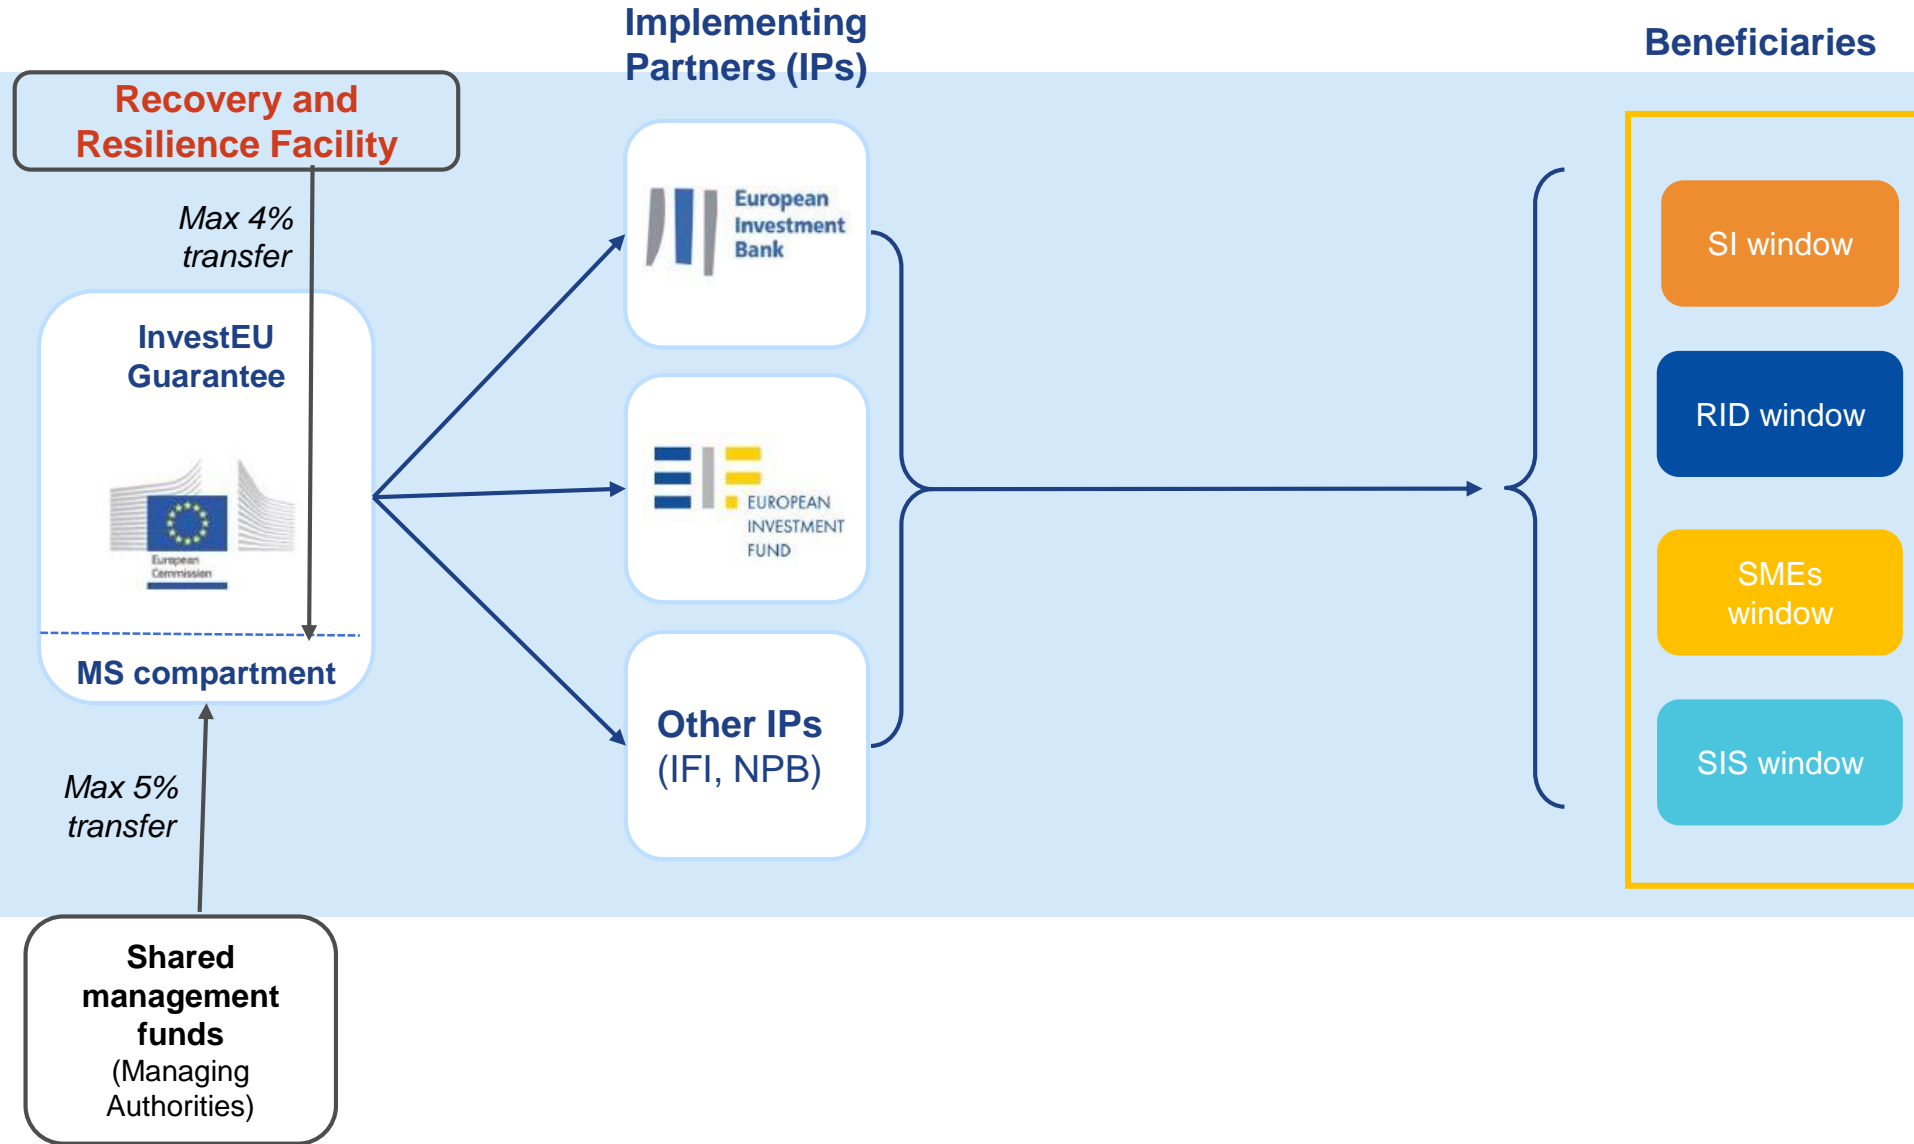 Implementing
Partners (IPs)
Beneficiaries
Recovery and
Resilience Facility
Max 4%
transfer
InvestEU
Guarantee
European
Commission
MS compartment
Max 5%
transfer
Shared
management
funds
(Managing
Authorities)
European
Investment
Bank
EIF
EUROPEAN
INVESTMENT
FUND
Other IPs
(IFI, NPB)
SI window
RID window
SMEs
window
SIS window